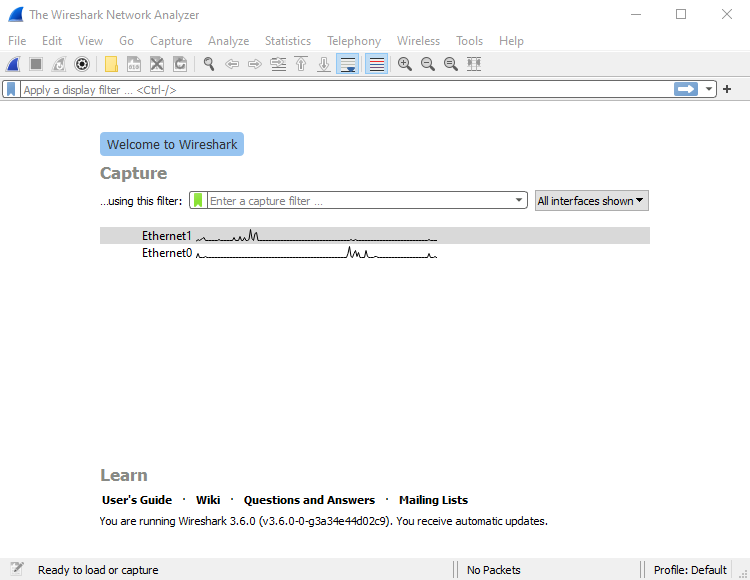 The Wireshark Network Analyzer
File Edit View Go Capture Analyze Statistics Telephony Wireless Tools Help
Apply a display filter ... <Ctrl-/>
Welcome to Wireshark
Capture
...using this filter: Enter a capture filter ... All interfaces shown
Ethernet1
Ethernet0
Learn
User's Guide · Wiki · Questions and Answers · Mailing Lists
You are running Wireshark 3.6.0 (v3.6.0-0-g3a34e44d02c9). You receive automatic updates.
Ready to load or capture No Packets Profile: Default